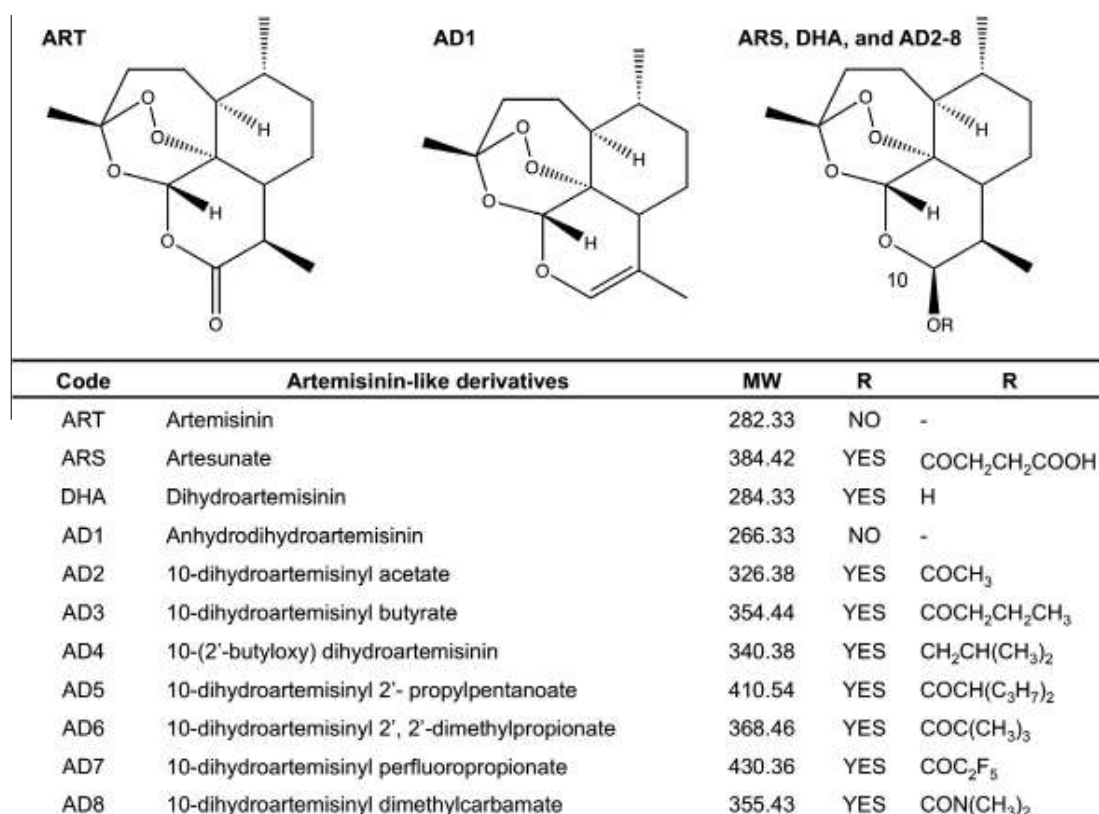 ART AD1 ARS, DHA, and AD2-8
O O H O H O O
O O H O H O O
O O H O H O 10 OR
Code Artemisinin-like derivatives MW R R
ART Artemisinin 282.33 NO -
ARS Artesunate 384.42 YES COCH₂CH₂COOH
DHA Dihydroartemisinin 284.33 YES H
AD1 Anhydrodihydroartemisinin 266.33 NO -
AD2 10-dihydroartemisinyl acetate 326.38 YES COCH₃
AD3 10-dihydroartemisinyl butyrate 354.44 YES COCH₂CH₂CH₃
AD4 10-(2'-butyloxy) dihydroartemisinin 340.38 YES CH₂CH(CH₃)₂
AD5 10-dihydroartemisinyl 2'- propylpentanoate 410.54 YES COCH(C₃H₇)₂
AD6 10-dihydroartemisinyl 2', 2'-dimethylpropionate 368.46 YES COC(CH₃)₃
AD7 10-dihydroartemisinyl perfluoropropionate 430.36 YES COC₂F₅
AD8 10-dihydroartemisinyl dimethylcarbamate 355.43 YES CON(CH₃)₂